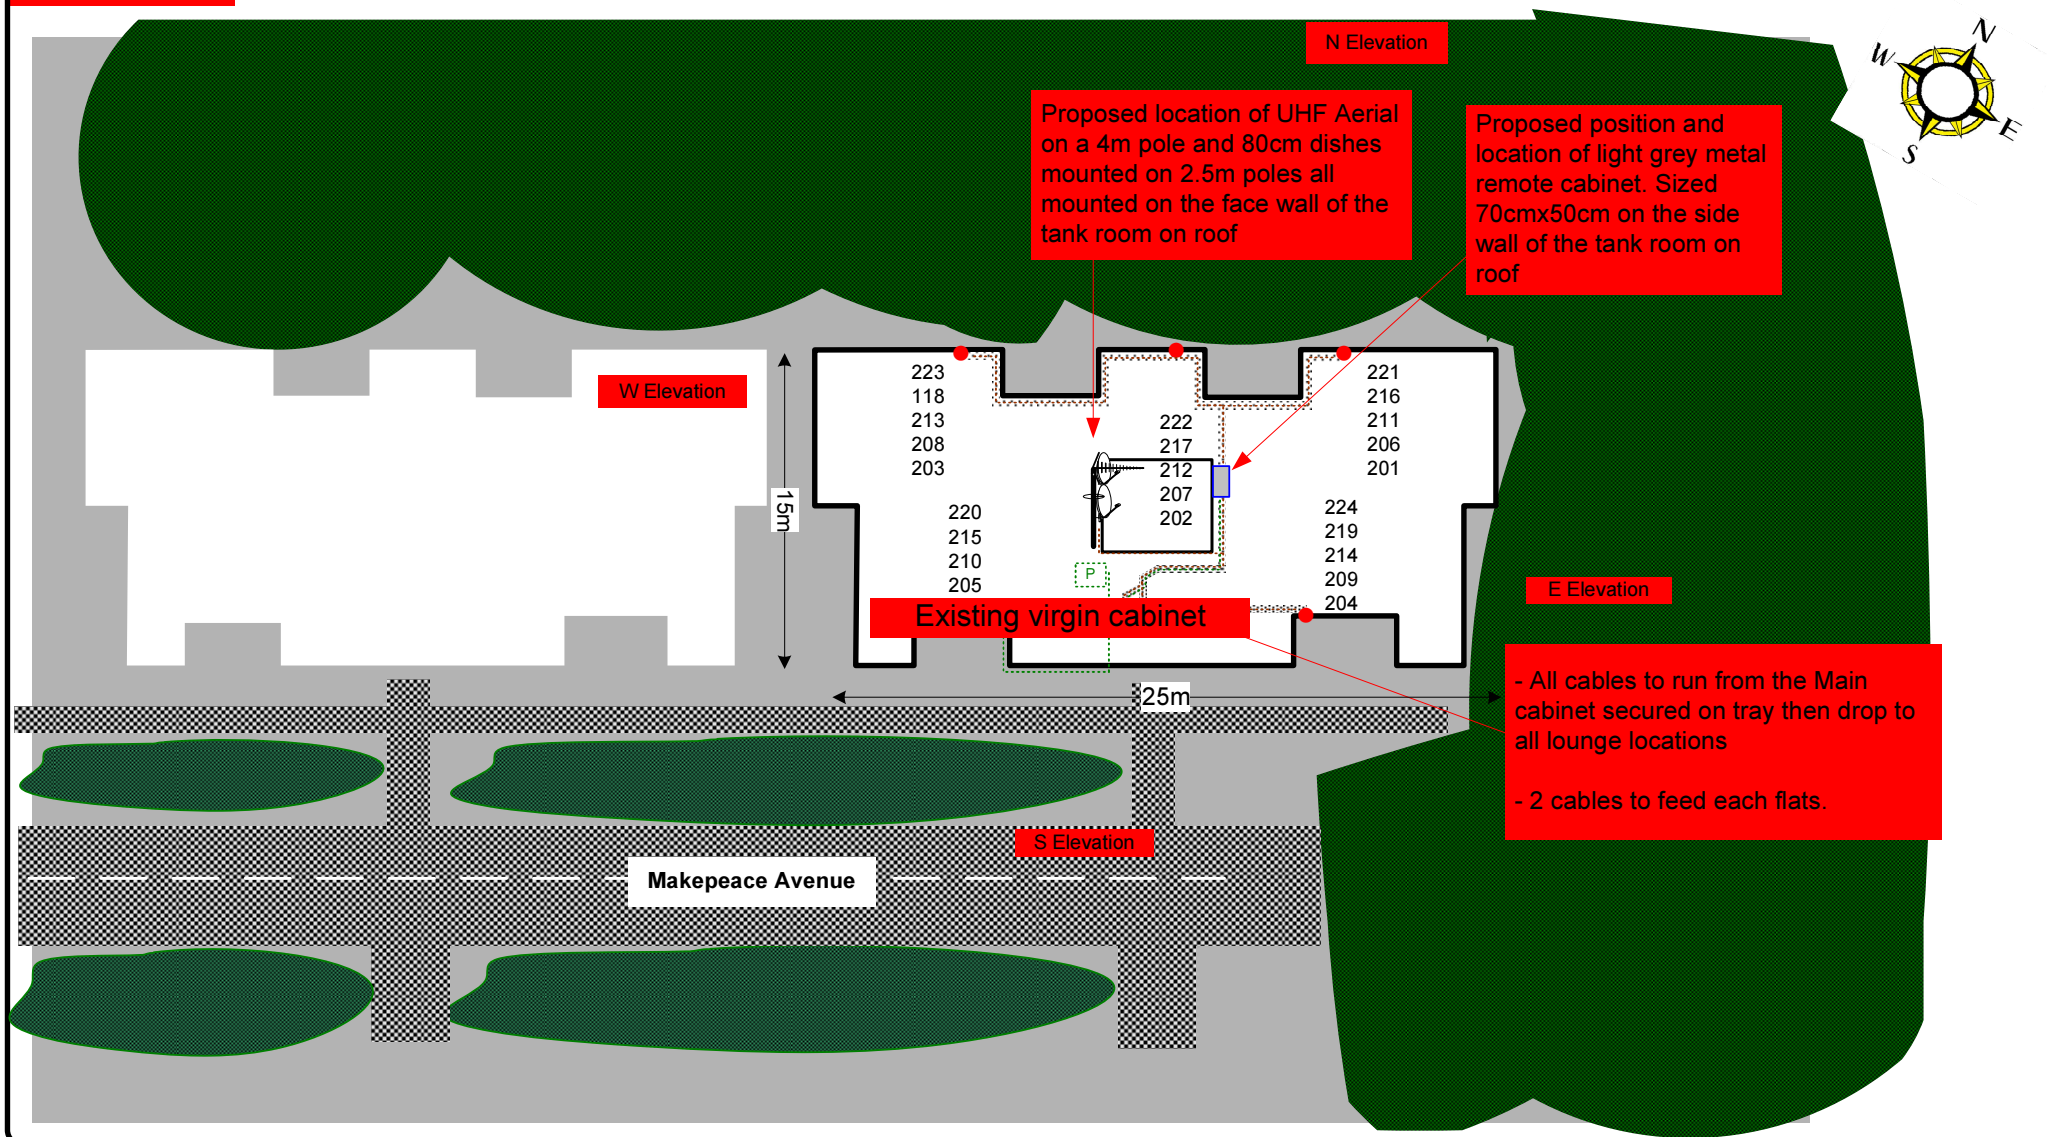 N Elevation
N
W
E
S
Proposed location of UHF Aerial
on a 4m pole and 80cm dishes
mounted on 2.5m poles all
mounted on the face wall of the
tank room on roof
Proposed position and
location of light grey metal
remote cabinet. Sized
70cmx50cm on the side
wall of the tank room on
roof
W Elevation
15m
223
118
213
208
203
222
217
212
207
202
221
216
211
206
201
220
215
210
205
224
219
214
209
204
P
Existing virgin cabinet
E Elevation
25m
- All cables to run from the Main
cabinet secured on tray then drop to
all lounge locations
- 2 cables to feed each flats.
S Elevation
Makepeace Avenue